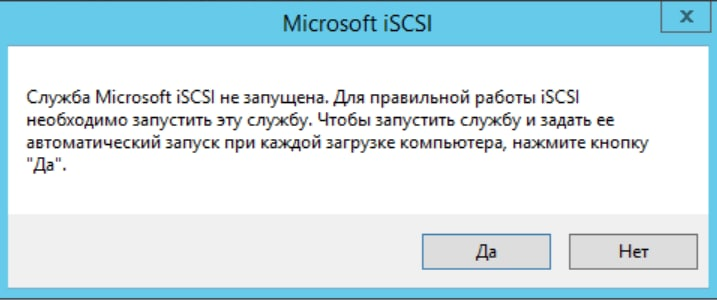 Microsoft iSCSI
x
Служба Microsoft iSCSI не запущена. Для правильной работы iSCSI
необходимо запустить эту службу. Чтобы запустить службу и задать ее
автоматический запуск при каждой загрузке компьютера, нажмите кнопку
"Да".
Да
Нет